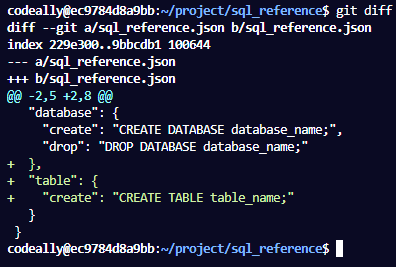 codeally@ec9784d8a9bb:~/project/sql_reference$ git diff
diff --git a/sql_reference.json b/sql_reference.json
index 229e300..9bbcdb1 100644
--- a/sql_reference.json
+++ b/sql_reference.json
@@ -2,5 +2,8 @@
   "database": {
     "create": "CREATE DATABASE database_name;",
     "drop": "DROP DATABASE database_name;"
+  },
+  "table": {
+    "create": "CREATE TABLE table_name;"
   }
 }
codeally@ec9784d8a9bb:~/project/sql_reference$